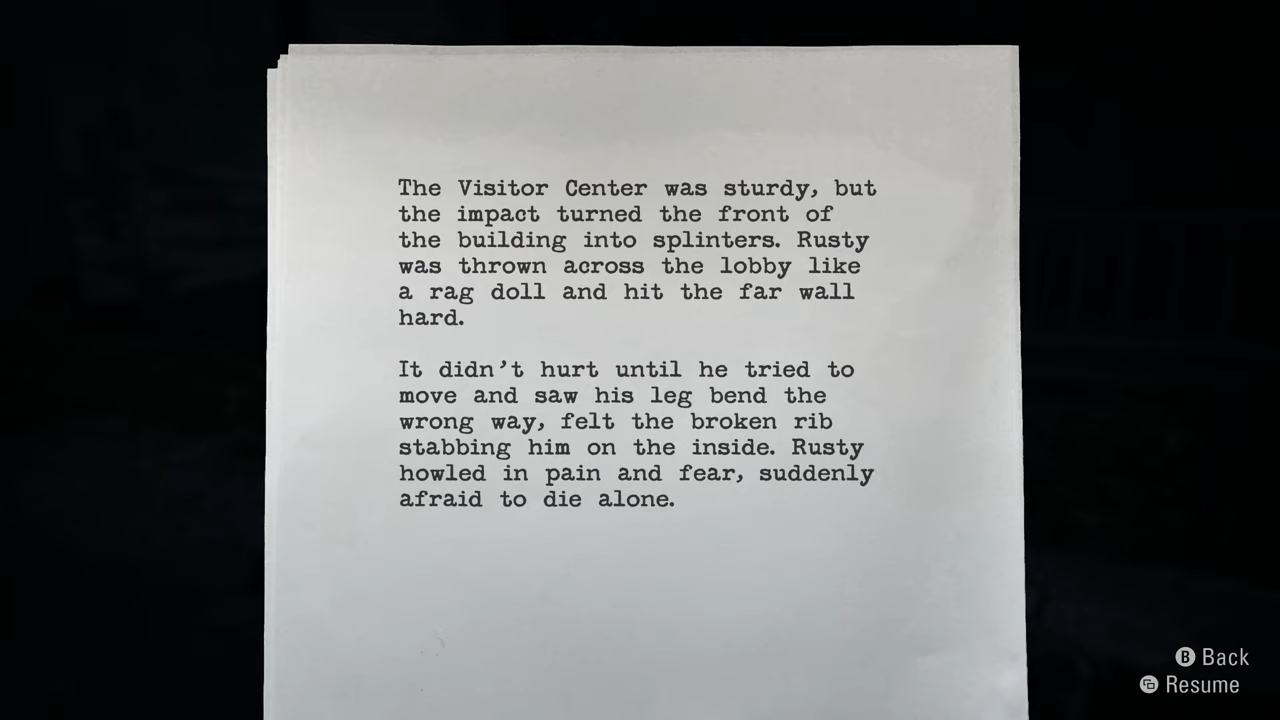 The Visitor Center was sturdy, but
the impact turned the front of
the building into splinters. Rusty
was thrown across the lobby like
a rag doll and hit the far wall
hard.
It didn't hurt until he tried to
move and saw his leg bend the
wrong way, felt the broken rib
stabbing him on the inside. Rusty
howled in pain and fear, suddenly
afraid to die alone.
B Back
Resume